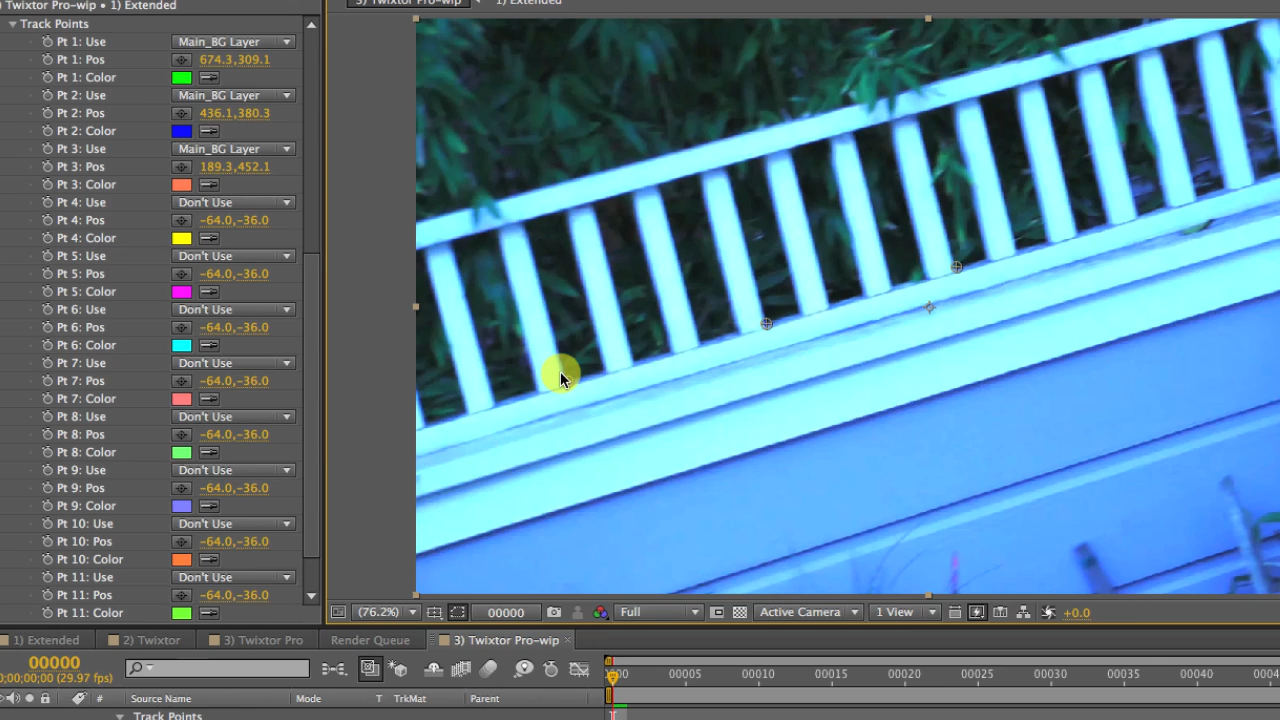 Pro-wip • 1) Extended
3) Twixtor Pro-wip
1) Extended
Track Points
Pt 1: Use Main_BG Layer
Pt 1: Pos 674.3,309.1
Pt 1: Color
Pt 2: Use Main_BG Layer
Pt 2: Pos 436.1,380.3
Pt 2: Color
Pt 3: Use Main_BG Layer
Pt 3: Pos 189.3,452.1
Pt 3: Color
Pt 4: Use Don't Use
Pt 4: Pos -64.0,-36.0
Pt 4: Color
Pt 5: Use Don't Use
Pt 5: Pos -64.0,-36.0
Pt 5: Color
Pt 6: Use Don't Use
Pt 6: Pos -64.0,-36.0
Pt 6: Color
Pt 7: Use Don't Use
Pt 7: Pos -64.0,-36.0
Pt 7: Color
Pt 8: Use Don't Use
Pt 8: Pos -64.0,-36.0
Pt 8: Color
Pt 9: Use Don't Use
Pt 9: Pos -64.0,-36.0
Pt 9: Color
Pt 10: Use Don't Use
Pt 10: Pos -64.0,-36.0
Pt 10: Color
Pt 11: Use Don't Use
Pt 11: Pos -64.0,-36.0
Pt 11: Color
(76.2%) 00000 Full Active Camera 1 View +0.0
1) Extended 2) Twixtor 3) Twixtor Pro Render Queue 3) Twixtor Pro-wip ×
00000
;00;00;00 (29.97 fps)
00005 00010 00015 00020 00025 00030 00035 00040
# Source Name Mode T TrkMat Parent
Track Points